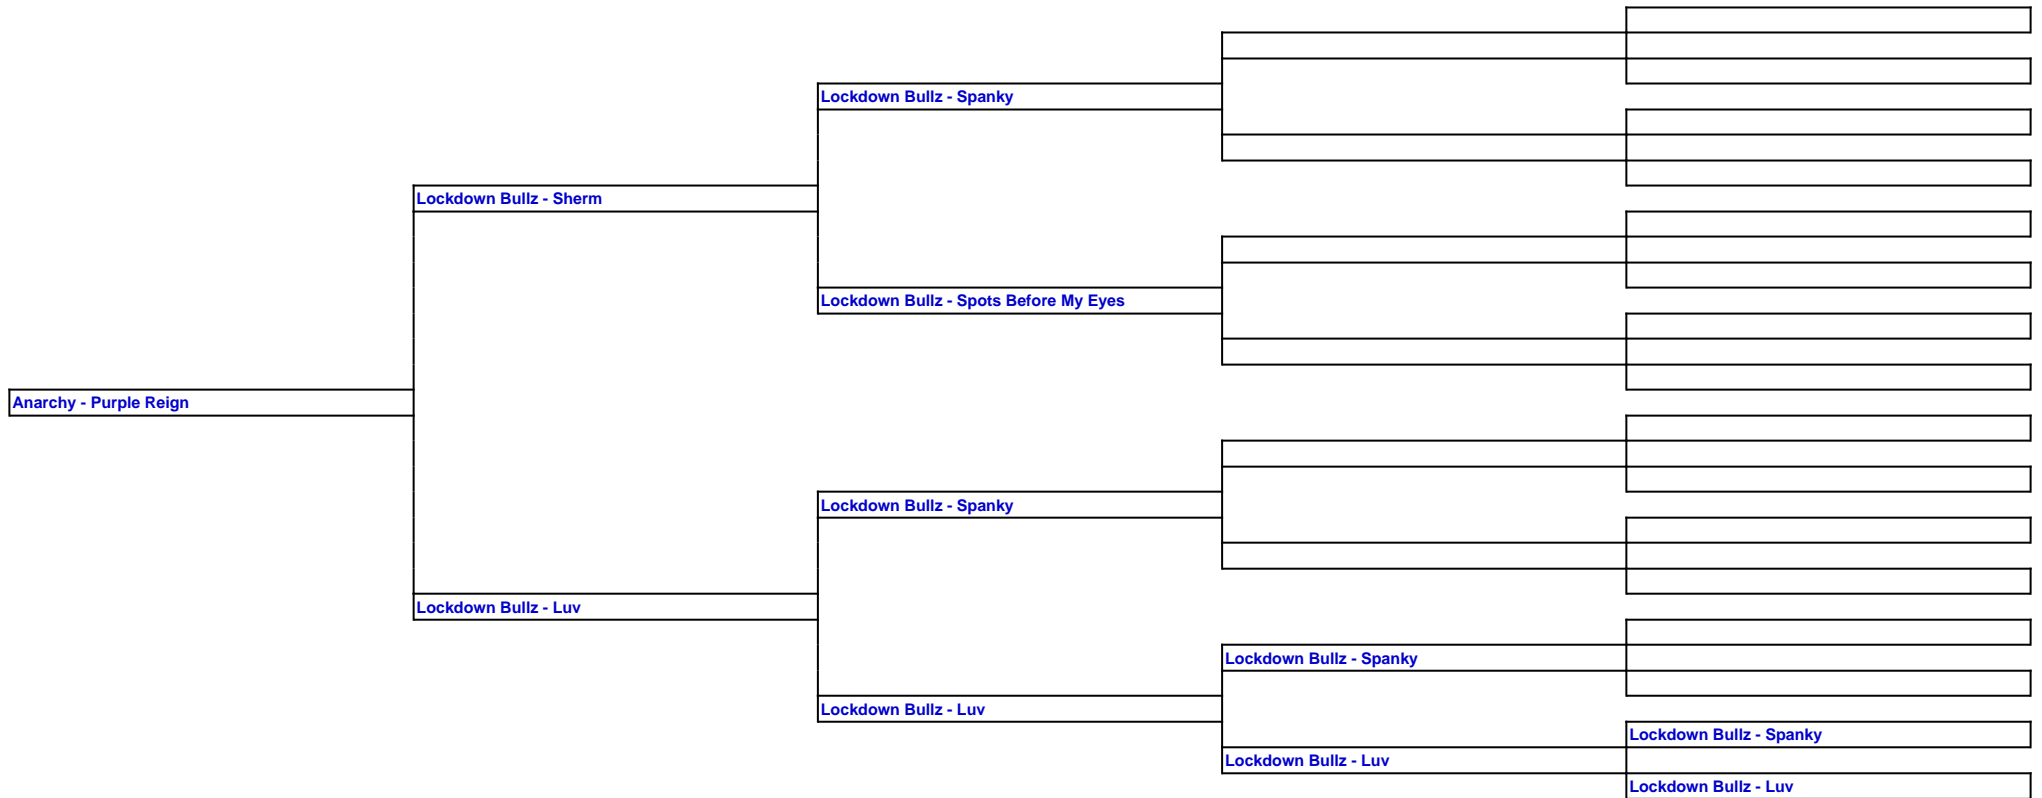 Lockdown Bullz - Spanky
Lockdown Bullz - Sherm
Lockdown Bullz - Spots Before My Eyes
Anarchy - Purple Reign
Lockdown Bullz - Spanky
Lockdown Bullz - Luv
Lockdown Bullz - Spanky
Lockdown Bullz - Luv
Lockdown Bullz - Spanky
Lockdown Bullz - Luv
Lockdown Bullz - Luv